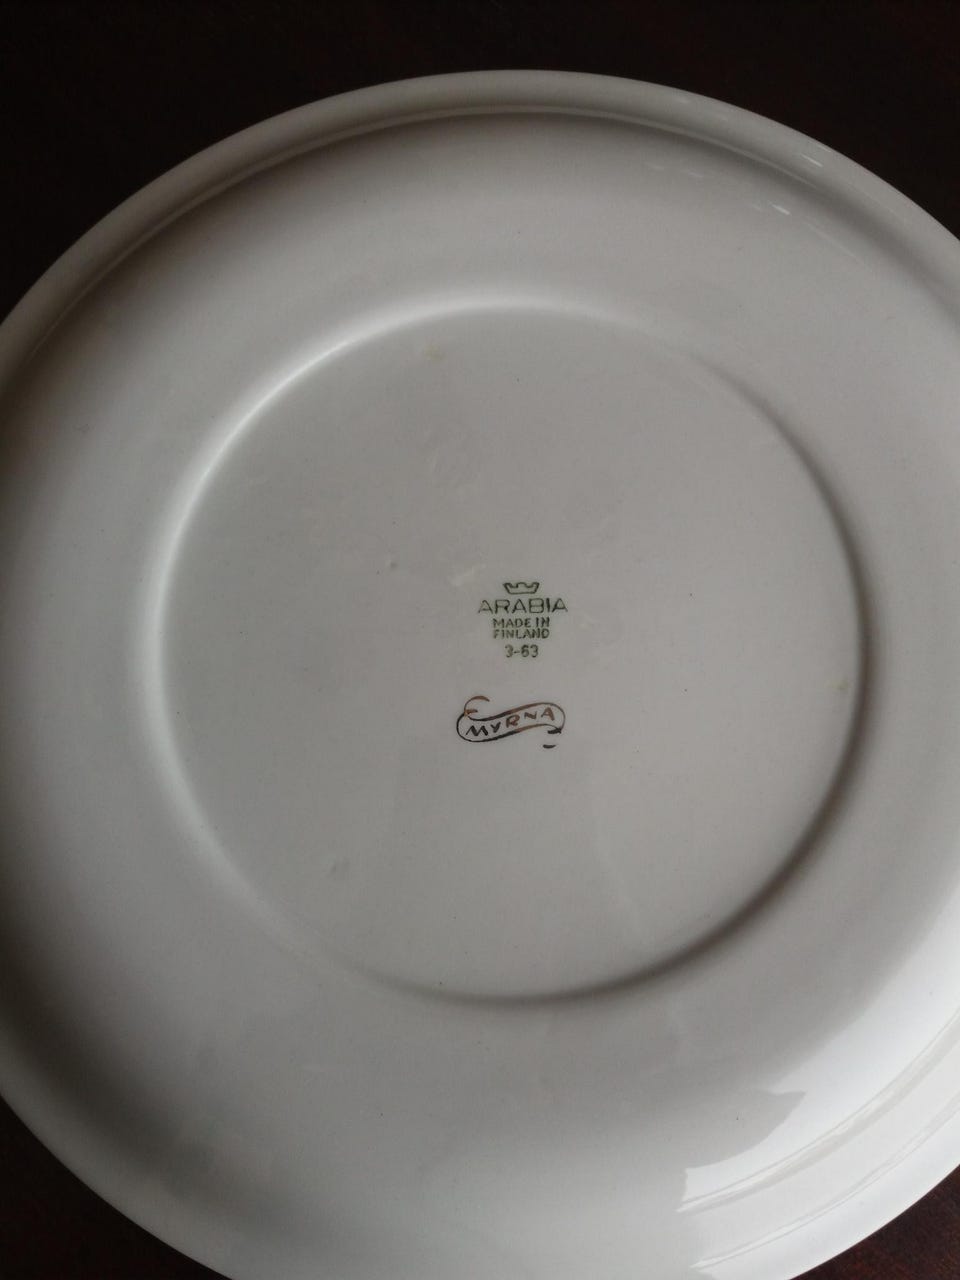 ARABIA
MADE IN
FINLAND
3-63
MYRNA